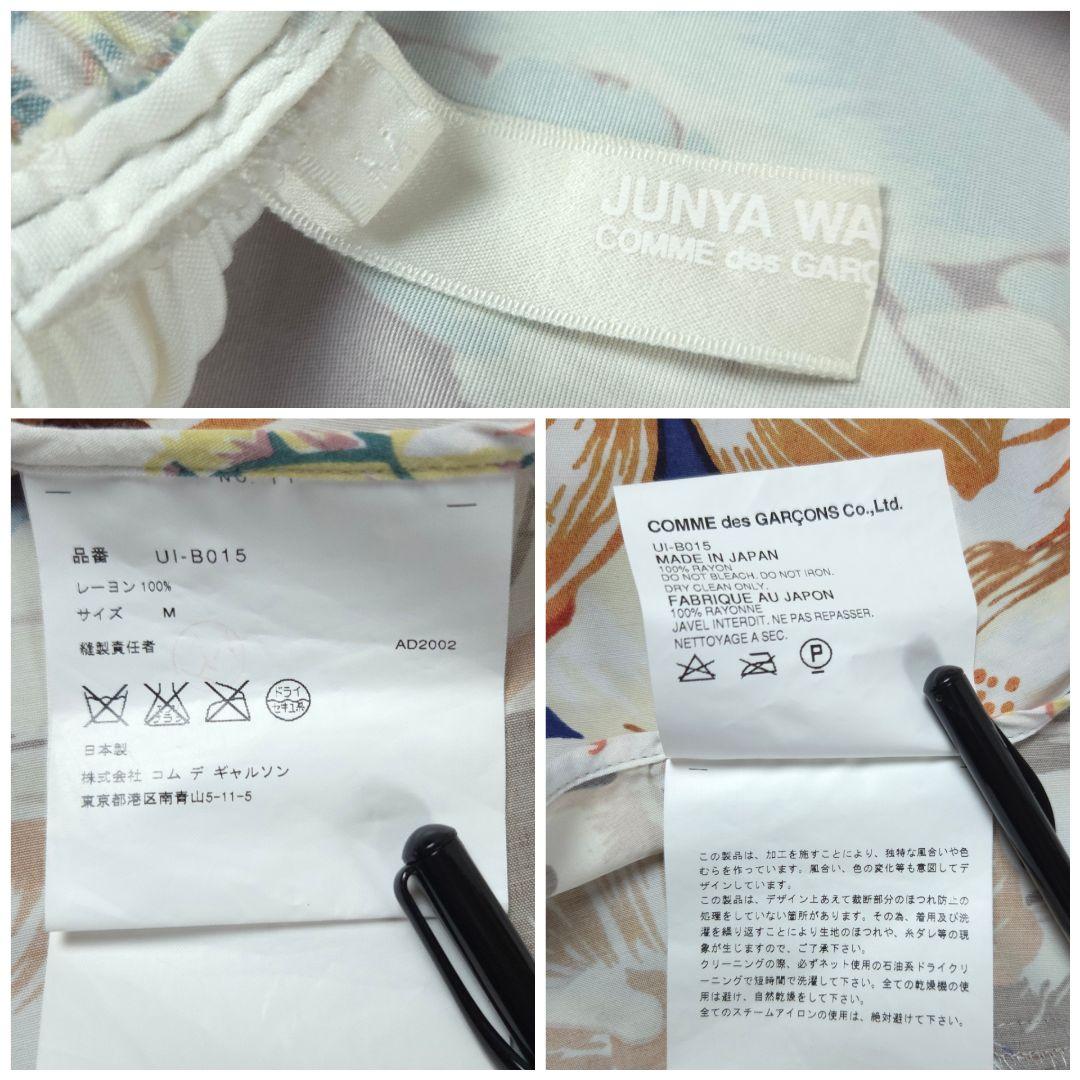 JUNYA WA
COMME des GARÇ
M
品番 UI-B015
レーヨン 100%
サイズ M
縫製責任者 AD2002
ドライ
セキユ系
日本製
株式会社 コム デ ギャルソン
東京都港区南青山5-11-5
COMME des GARÇONS Co.,Ltd.
UI-B015
MADE IN JAPAN
100% RAYON
DO NOT BLEACH. DO NOT IRON.
DRY CLEAN ONLY.
FABRIQUE AU JAPON
100% RAYONNE
JAVEL INTERDIT. NE PAS REPASSER.
NETTOYAGE A SEC.
P
この製品は、加工を施すことにより、独特な風合いや色
むらを作っています。風合い、色の変化等も意図してデ
ザインしています。
この製品は、デザイン上あえて裁断部分のほつれ防止の
処理をしていない箇所があります。その為、着用及び洗
濯を繰り返すことにより生地のほつれや、糸ダレ等の現
象が生じますので、ご了承下さい。
クリーニングの際、必ずネット使用の石油系ドライクリ
ーニングで短時間で洗濯して下さい。全ての乾燥機の使
用は避け、自然乾燥をして下さい。
全てのスチームアイロンの使用は、絶対避けて下さい。